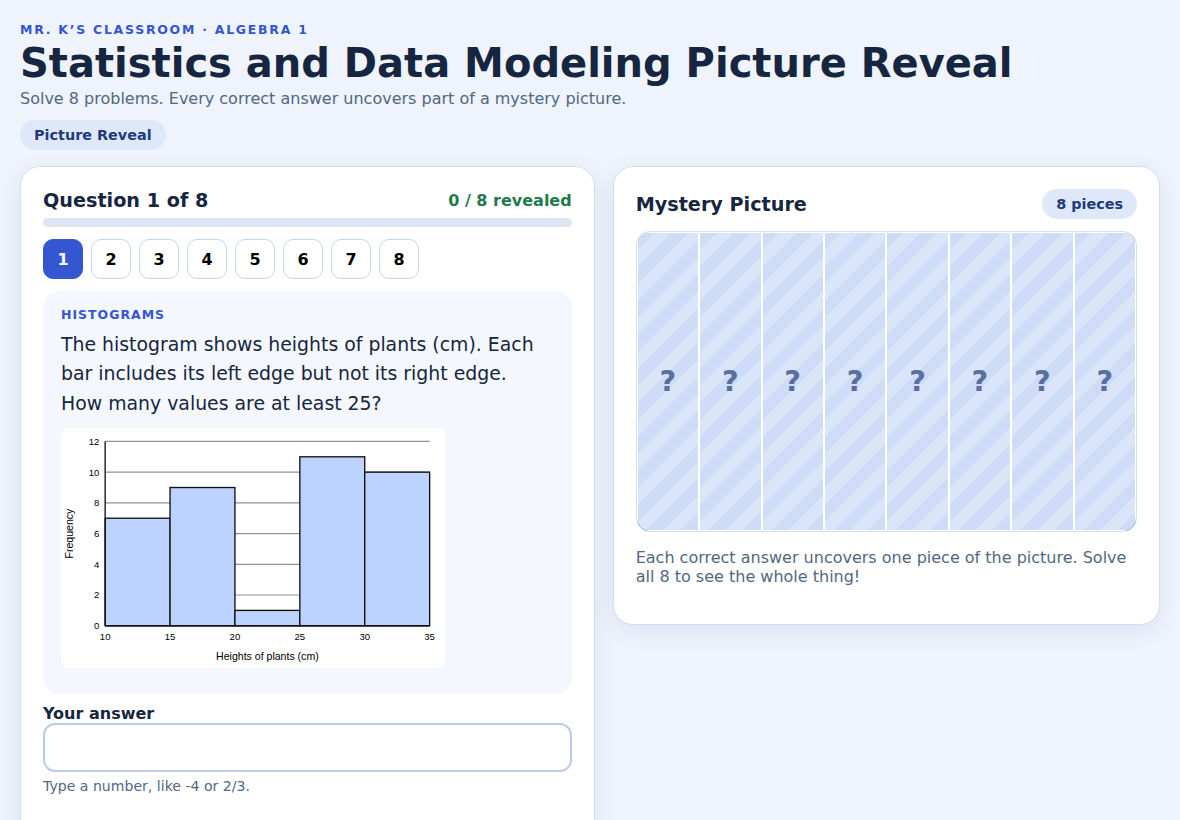 MR. K’S CLASSROOM · ALGEBRA 1
Statistics and Data Modeling Picture Reveal
Solve 8 problems. Every correct answer uncovers part of a mystery picture.
Picture Reveal
Question 1 of 8
0 / 8 revealed
1 2 3 4 5 6 7 8
HISTOGRAMS
The histogram shows heights of plants (cm). Each
bar includes its left edge but not its right edge.
How many values are at least 25?
12
10
8
6
4
2
0
Frequency
10 15 20 25 30 35
Heights of plants (cm)
Your answer
Type a number, like -4 or 2/3.
Mystery Picture
8 pieces
? ? ? ? ? ? ? ?
Each correct answer uncovers one piece of the picture. Solve
all 8 to see the whole thing!